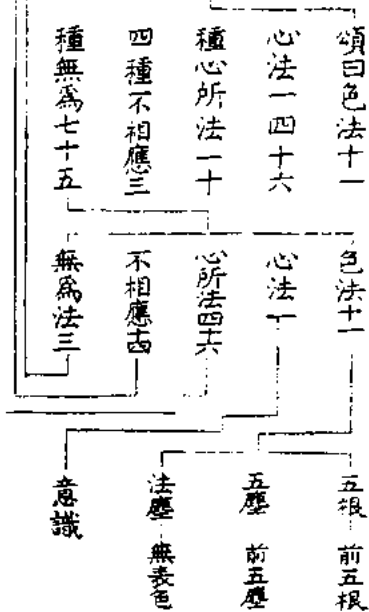 頌曰色法十一
心法一四十六
種心所法一十
四種不相應三
種無爲七十五
色法十一
心法一
心所法四十六
不相應十四
無爲法三
五根 前五根
五塵 前五塵
法塵 無表色
意識